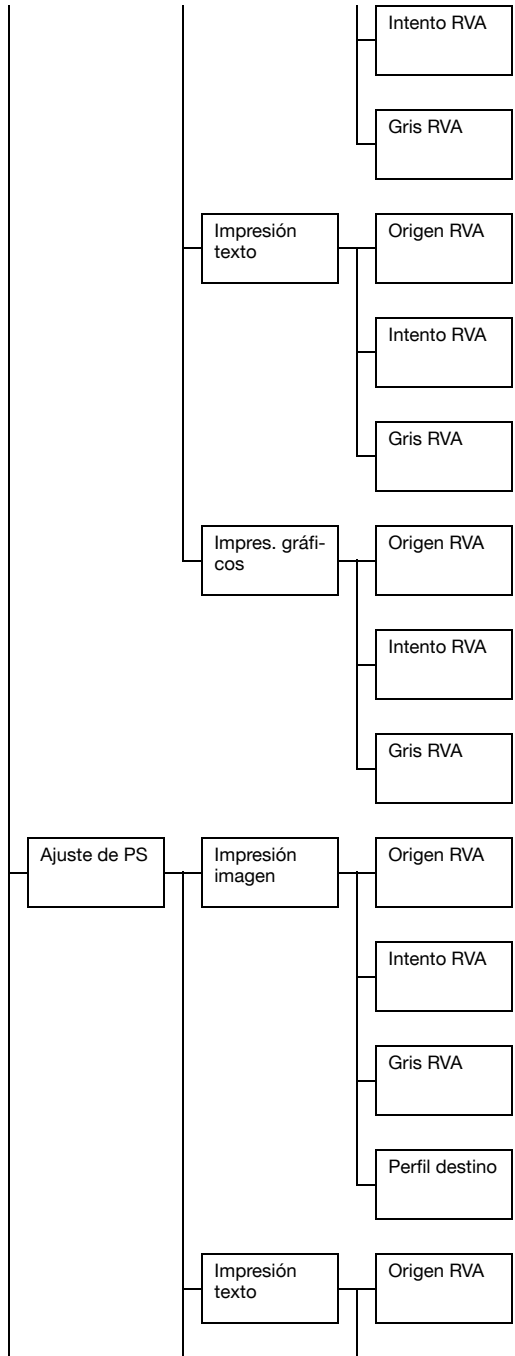 Intento RVA
Gris RVA
Impresión
texto
Origen RVA
Intento RVA
Gris RVA
Impres. gráfi-
cos
Origen RVA
Intento RVA
Gris RVA
Ajuste de PS
Impresión
imagen
Origen RVA
Intento RVA
Gris RVA
Perfil destino
Impresión
texto
Origen RVA